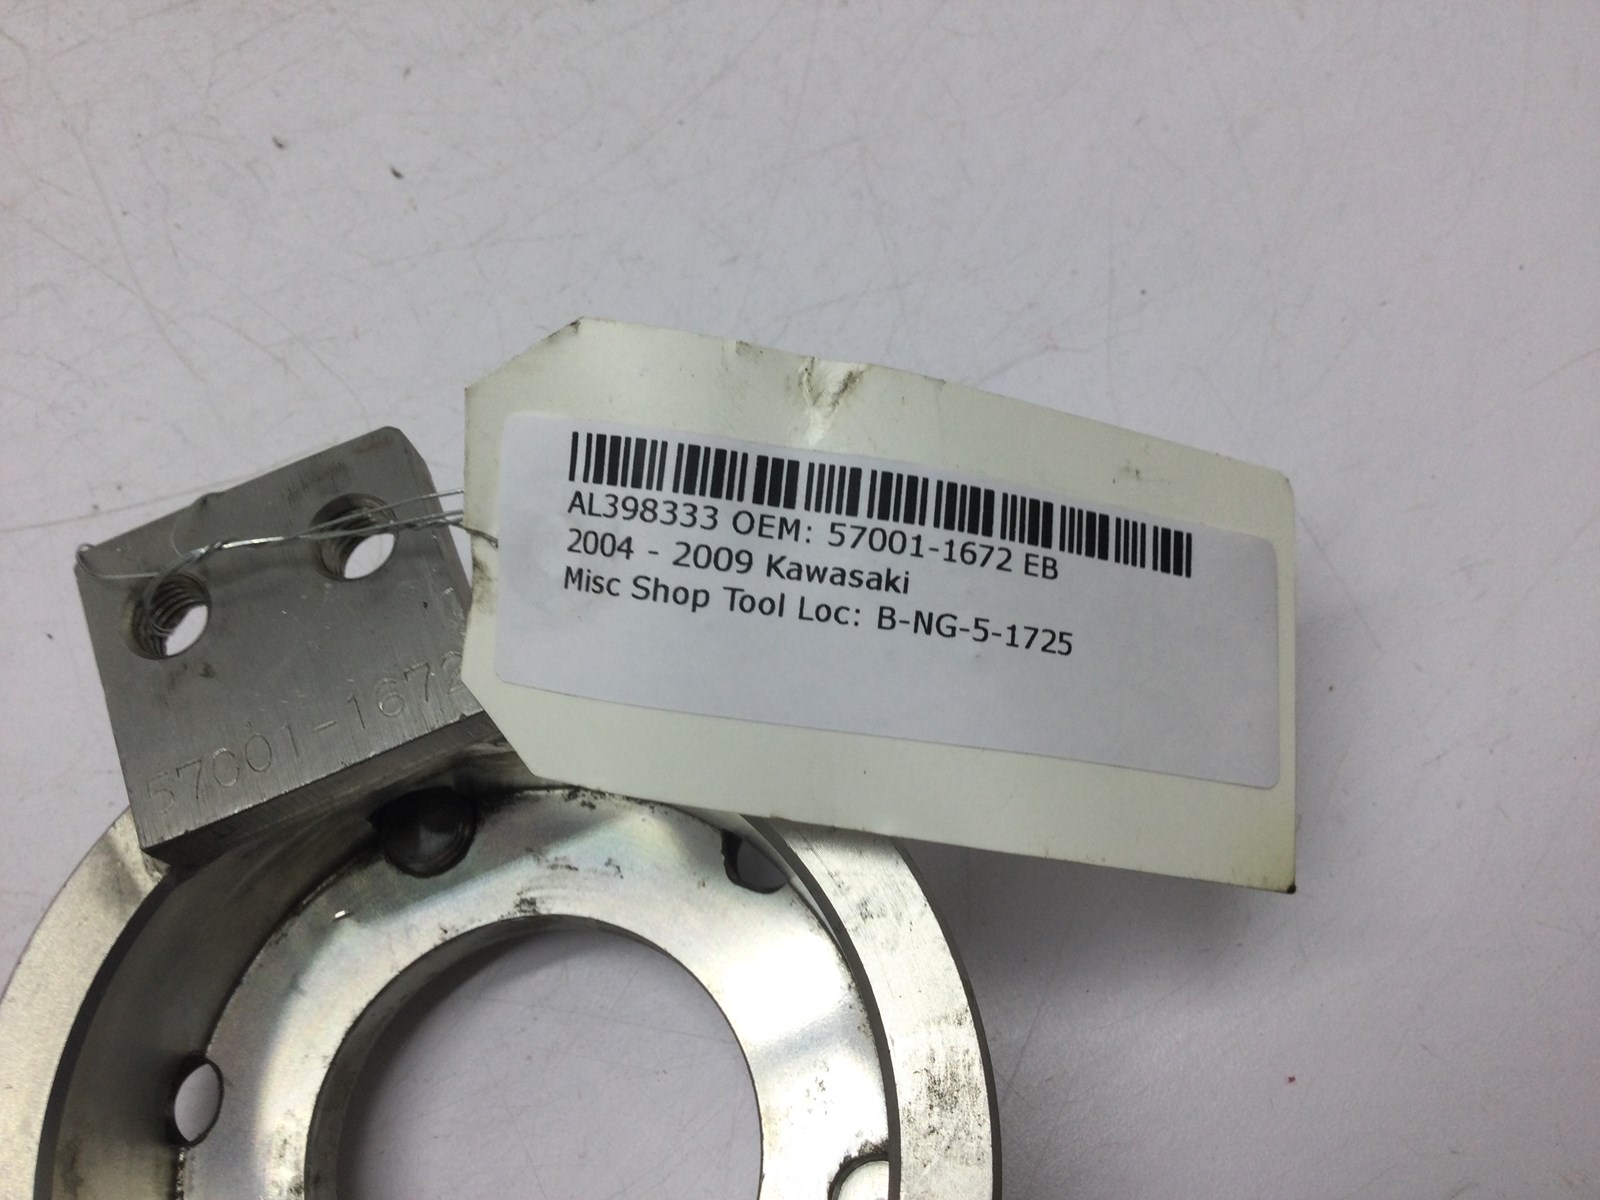 AL398333 OEM: 57001-1672 EB
2004 - 2009 Kawasaki
Misc Shop Tool Loc: B-NG-5-1725
57001-1672